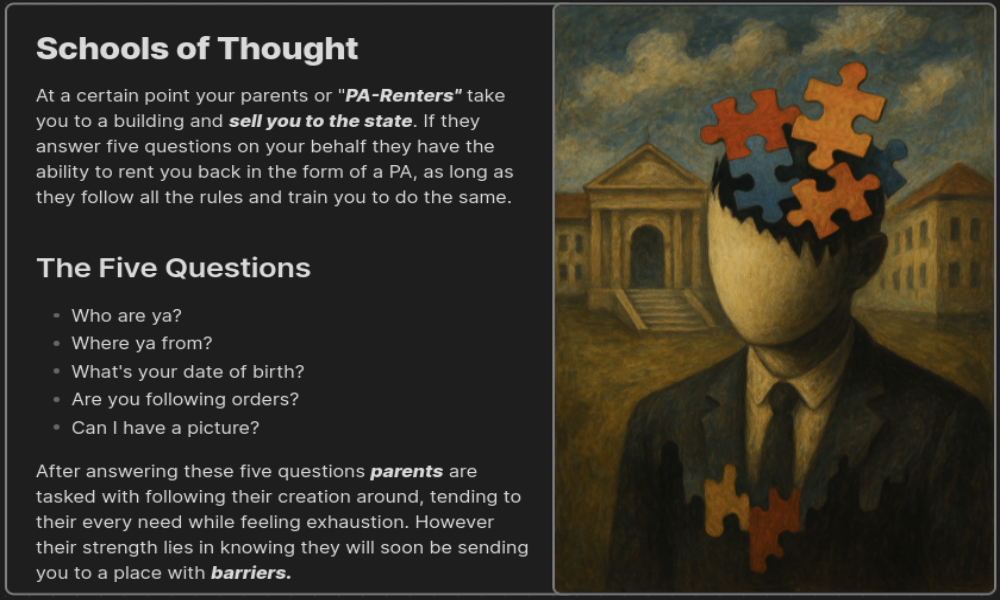 Schools of Thought
At a certain point your parents or "PA-Renters" take
you to a building and sell you to the state. If they
answer five questions on your behalf they have the
ability to rent you back in the form of a PA, as long as
they follow all the rules and train you to do the same.
The Five Questions
Who are ya?
Where ya from?
What's your date of birth?
Are you following orders?
Can I have a picture?
After answering these five questions parents are
tasked with following their creation around, tending to
their every need while feeling exhaustion. However
their strength lies in knowing they will soon be sending
you to a place with barriers.